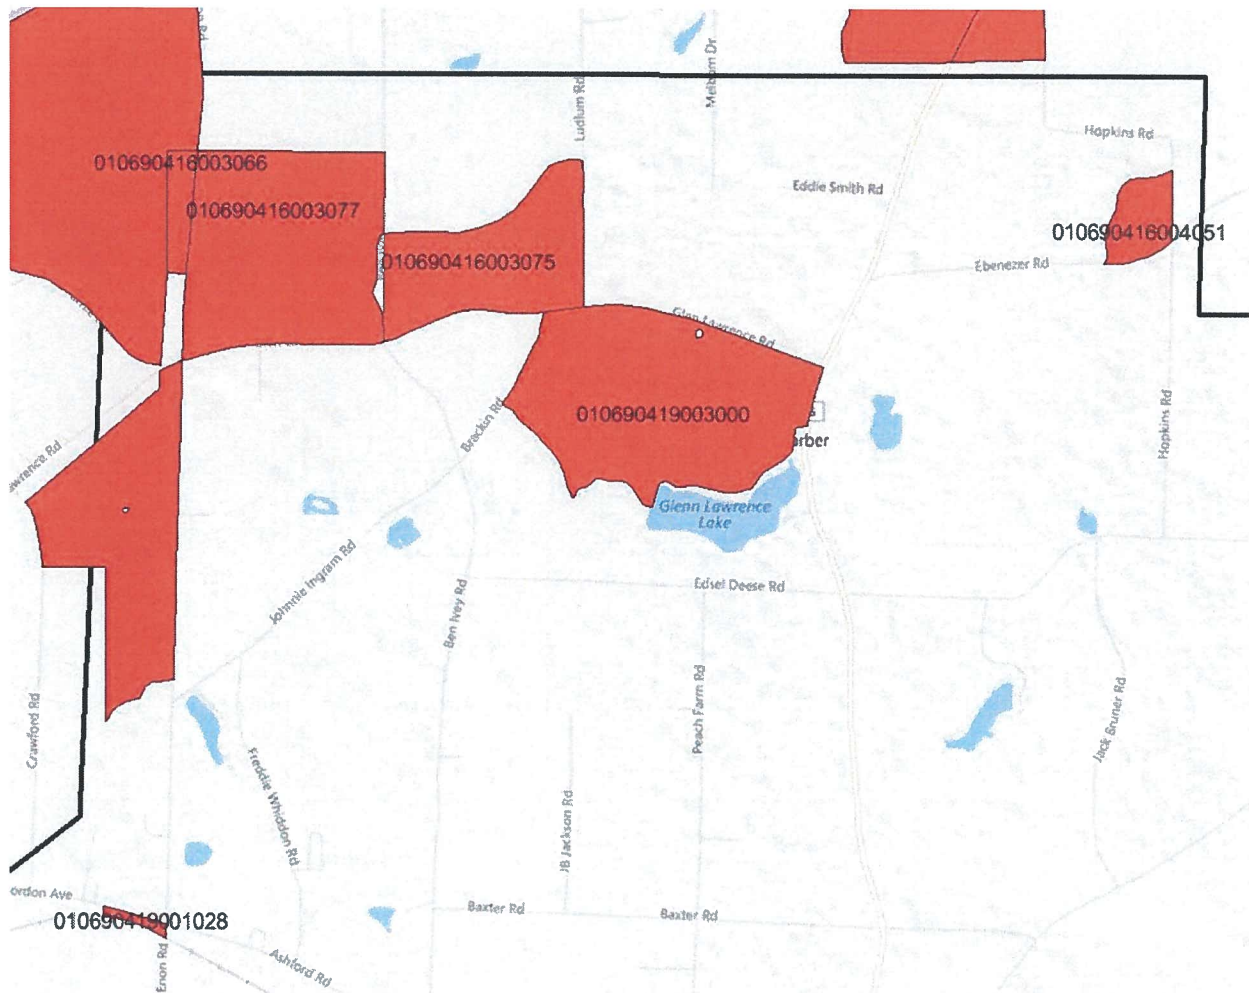 Ludlum Rd
Melborn Dr
Hopkins Rd
010690416003066
Eddie Smith Rd
010690416003077
010690416004051
010690416003075
Ebenezer Rd
Glen Lawrence Rd
010690419003000
Hopkins Rd
Brackin Rd
arber
awrence Rd
Glenn Lawrence
Lake
Johnnie Ingram Rd
Edsel Deese Rd
Ben Ivey Rd
Crawford Rd
Peach Farm Rd
Jack Bruner Rd
Freddie Whiddon Rd
JB Jackson Rd
ordon Ave
010690419001028
Baxter Rd
Baxter Rd
Enon Rd
Ashford Rd